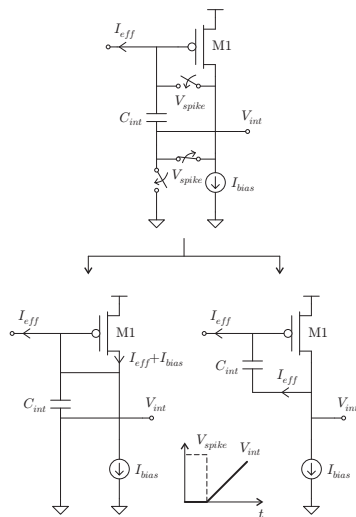 I_eff
M1
V_spike
C_int
V_int
V_spike
I_bias
I_eff
M1
I_eff+I_bias
C_int
V_int
I_bias
I_eff
M1
C_int
I_eff
V_int
I_bias
V_spike
V_int
t